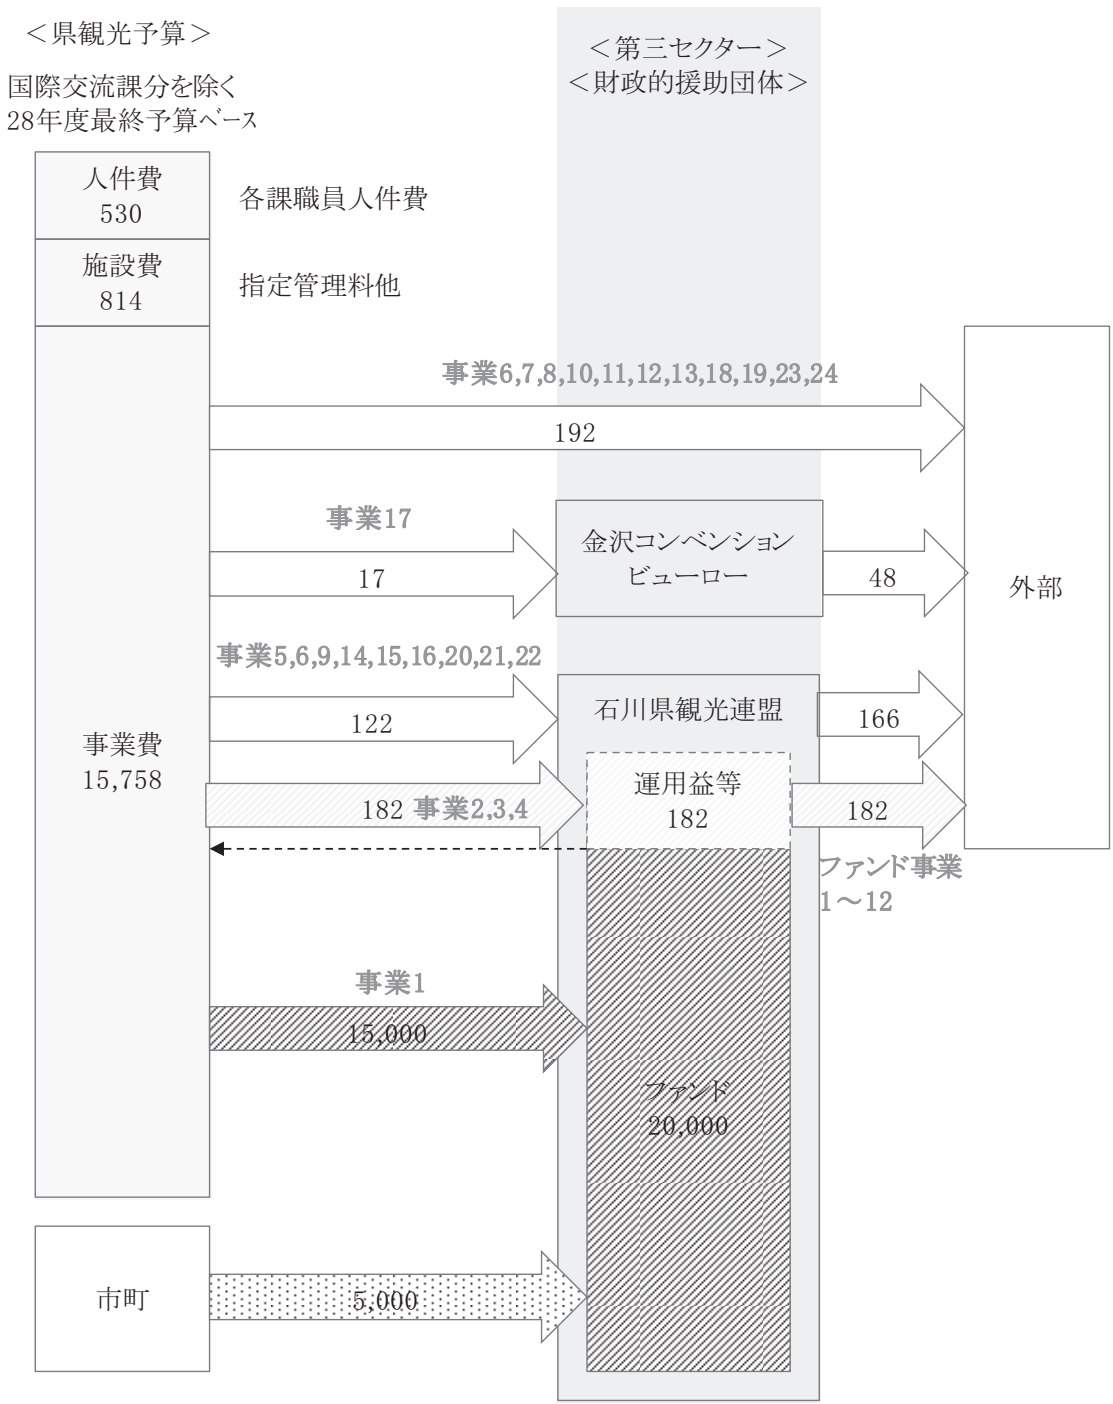 ＜県観光予算＞
国際交流課分を除く
28年度最終予算ベース
＜第三セクター＞
＜財政的援助団体＞
人件費
530
各課職員人件費
施設費
814
指定管理料他
事業6,7,8,10,11,12,13,18,19,23,24
192
事業17
17
金沢コンベンション
ビューロー
48
外部
事業5,6,9,14,15,16,20,21,22
122
石川県観光連盟
166
事業費
15,758
182 事業2,3,4
運用益等
182
182
ファンド事業
1～12
事業1
15,000
ファンド
20,000
市町
5,000